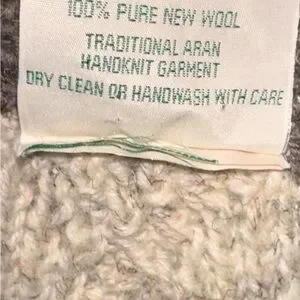 100% PURE NEW WOOL
TRADITIONAL ARAN
HANDKNIT GARMENT
DRY CLEAN OR HANDWASH WITH CARE